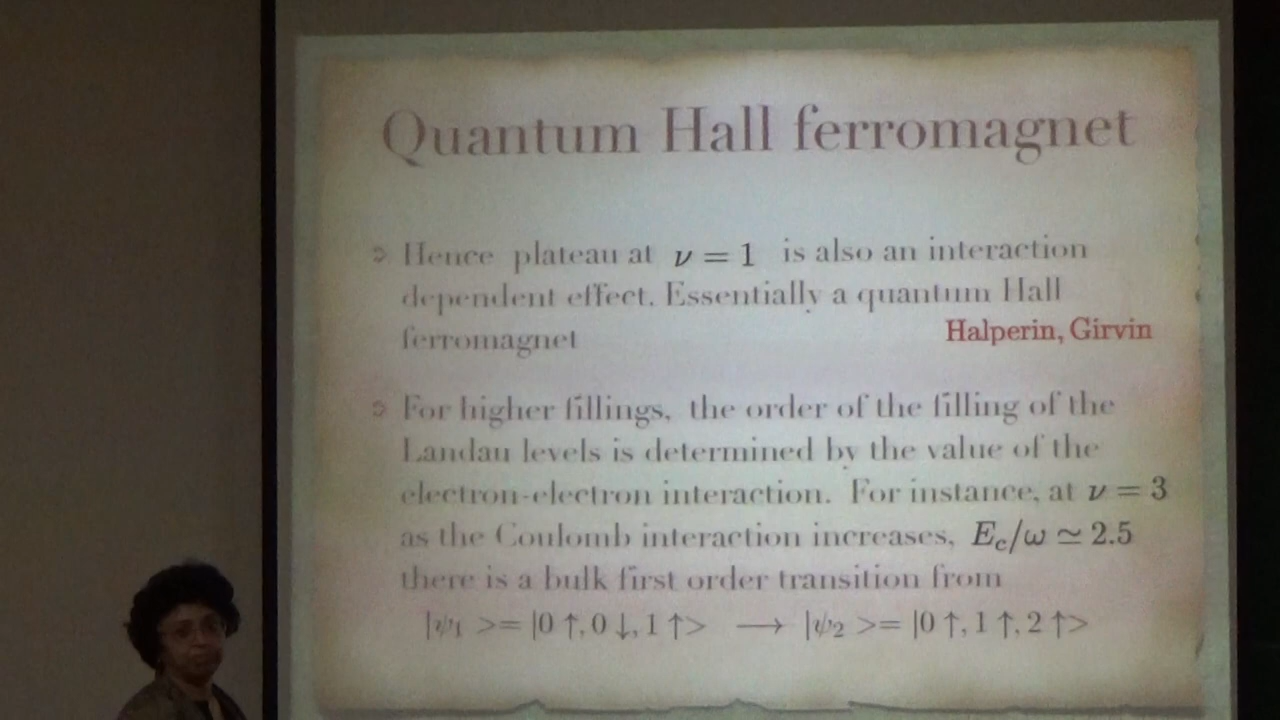 Quantum Hall ferromagnet
Hence plateau at ν = 1 is also an interaction
dependent effect. Essentially a quantum Hall
ferromagnet
Halperin, Girvin
For higher fillings, the order of the filling of the
Landau levels is determined by the value of the
electron-electron interaction. For instance, at ν = 3
as the Coulomb interaction increases, E_c/ω ≃ 2.5
there is a bulk first order transition from
|ψ₁ >= |0 ↑, 0 ↓, 1 ↑> ⟶ |ψ₂ >= |0 ↑, 1 ↑, 2 ↑>